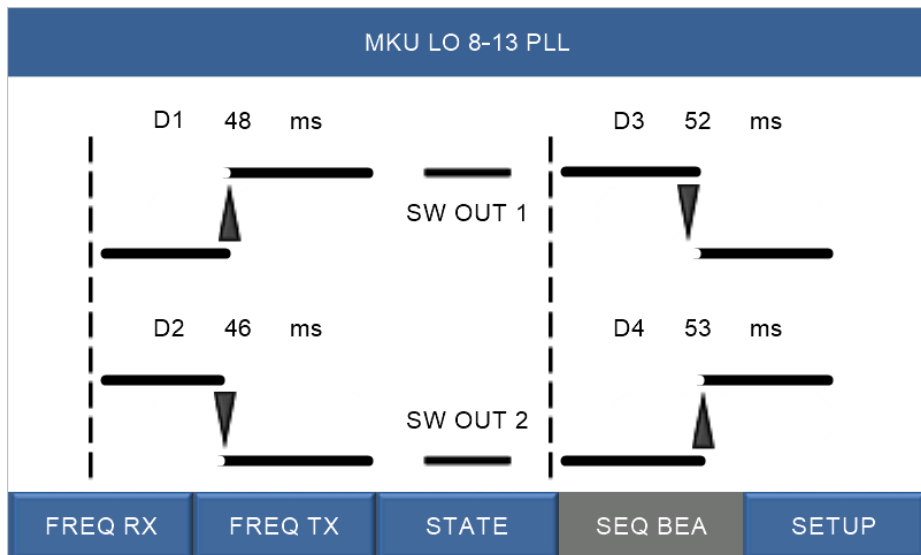 MKU LO 8-13 PLL
D1 48 ms
D3 52 ms
SW OUT 1
D2 46 ms
D4 53 ms
SW OUT 2
FREQ RX
FREQ TX
STATE
SEQ BEA
SETUP